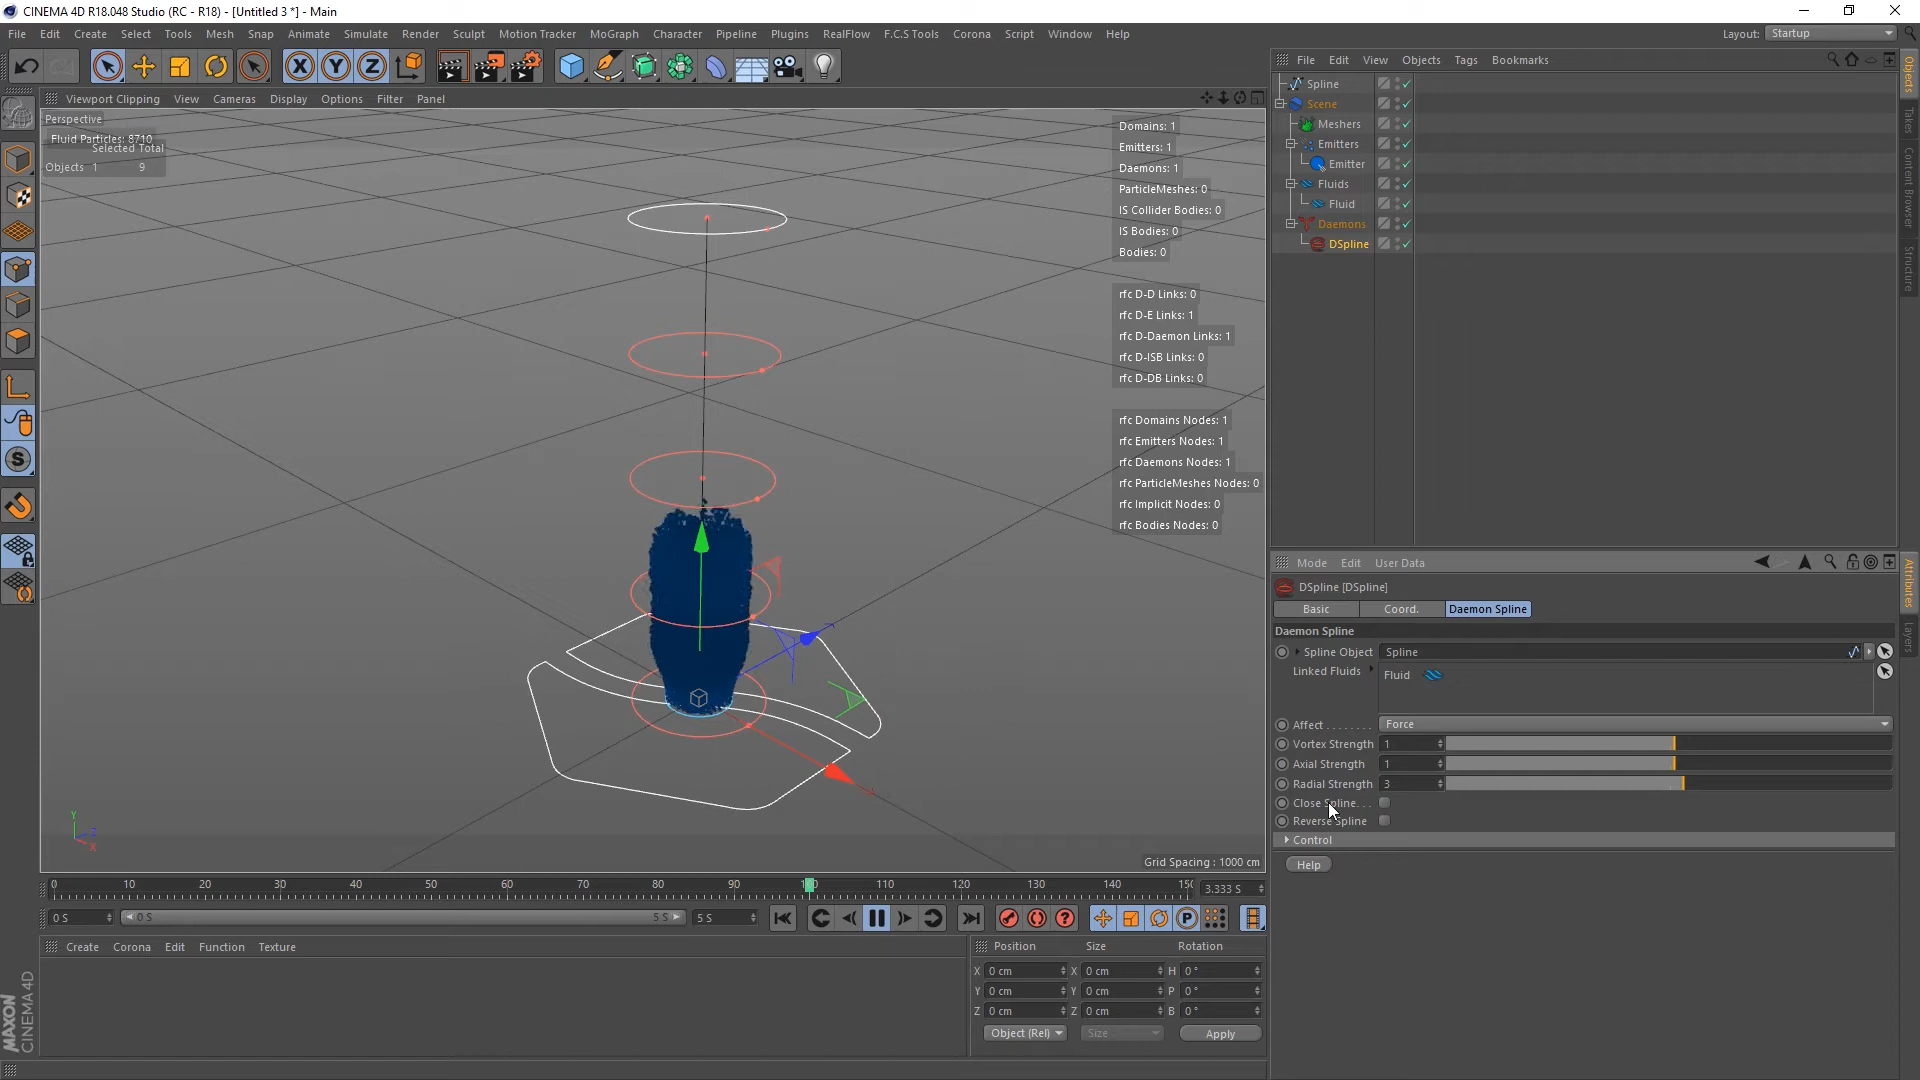 CINEMA 4D R18.048 Studio (RC - R18) - [Untitled 3 *] - Main
File Edit Create Select Tools Mesh Snap Animate Simulate Render Sculpt Motion Tracker MoGraph Character Pipeline Plugins RealFlow F.C.S Tools Corona Script Window Help
Layout: Startup
Viewport Clipping View Cameras Display Options Filter Panel
Perspective
Fluid Particles: 8710
Selected Total
Objects 1 9
Domains: 1
Emitters: 1
Daemons: 1
ParticleMeshes: 0
IS Collider Bodies: 0
IS Bodies: 0
Bodies: 0
rfc D-D Links: 0
rfc D-E Links: 1
rfc D-Daemon Links: 1
rfc D-ISB Links: 0
rfc D-DB Links: 0
rfc Domains Nodes: 1
rfc Emitters Nodes: 1
rfc Daemons Nodes: 1
rfc ParticleMeshes Nodes: 0
rfc Implicit Nodes: 0
rfc Bodies Nodes: 0
Y
Z
X
Grid Spacing : 1000 cm
File Edit View Objects Tags Bookmarks
Spline
Scene
Meshers
Emitters
Emitter
Fluids
Fluid
Daemons
DSpline
Objects
Takes
Content Browser
Structure
Mode Edit User Data
DSpline [DSpline]
Basic Coord. Daemon Spline
Daemon Spline
Spline Object Spline
Linked Fluids Fluid
Affect . . . . . . . . Force
Vortex Strength 1
Axial Strength 1
Radial Strength 3
Close Spline. . .
Reverse Spline
Control
Help
Attributes
Layers
0 10 20 30 40 50 60 70 80 90 110 120 130 140 3.333 S
0 S 0 S 5 S 5 S
Create Corona Edit Function Texture
Position Size Rotation
X 0 cm X 0 cm H 0 °
Y 0 cm Y 0 cm P 0 °
Z 0 cm Z 0 cm B 0 °
Object (Rel) Size Apply
MAXON
CINEMA 4D